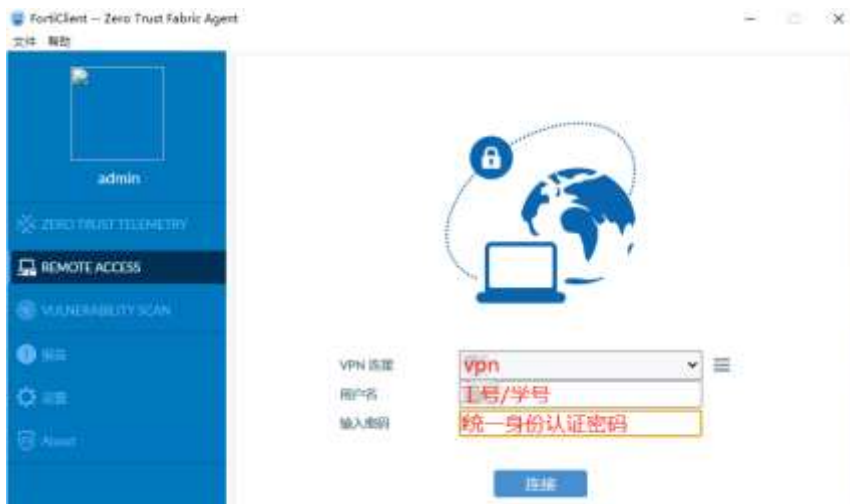 FortiClient -- Zero Trust Fabric Agent
文件 帮助
admin
ZERO TRUST TELEMETRY
REMOTE ACCESS
VULNERABILITY SCAN
设置
About
VPN 连接
vpn
用户名
工号/学号
输入密码
统一身份认证密码
连接